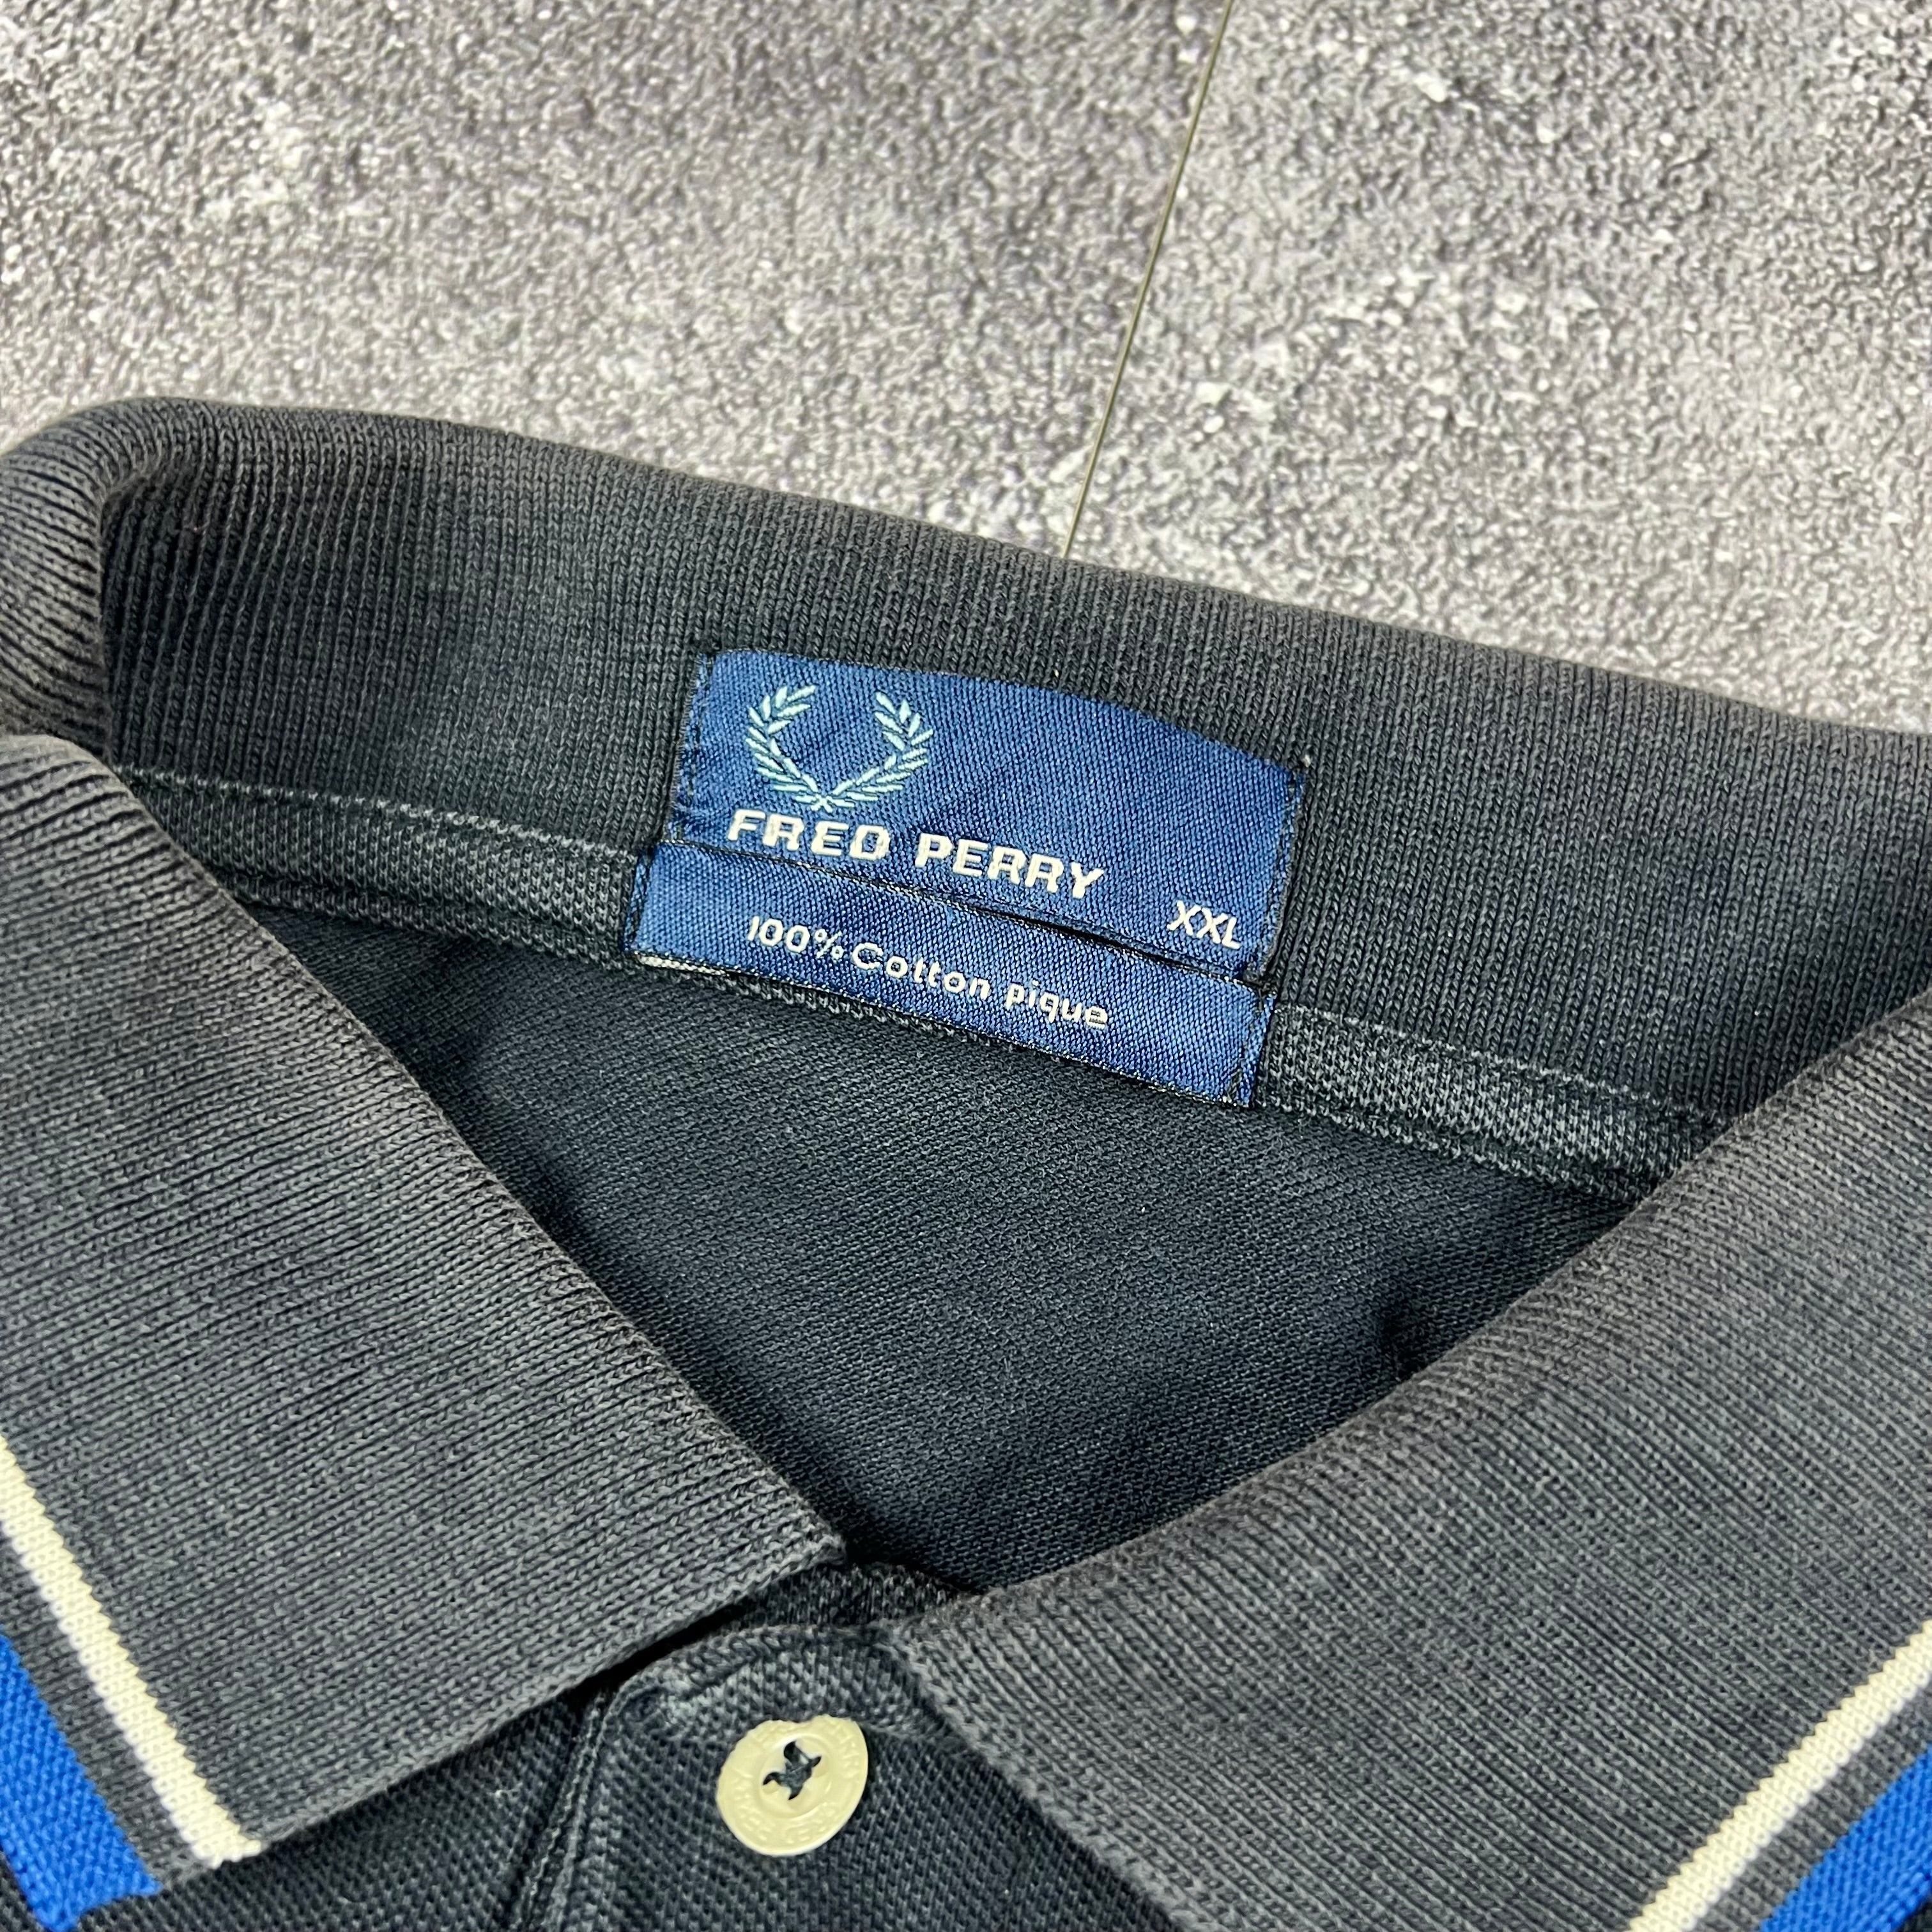 FRED PERRY
XXL
100% Cotton pique